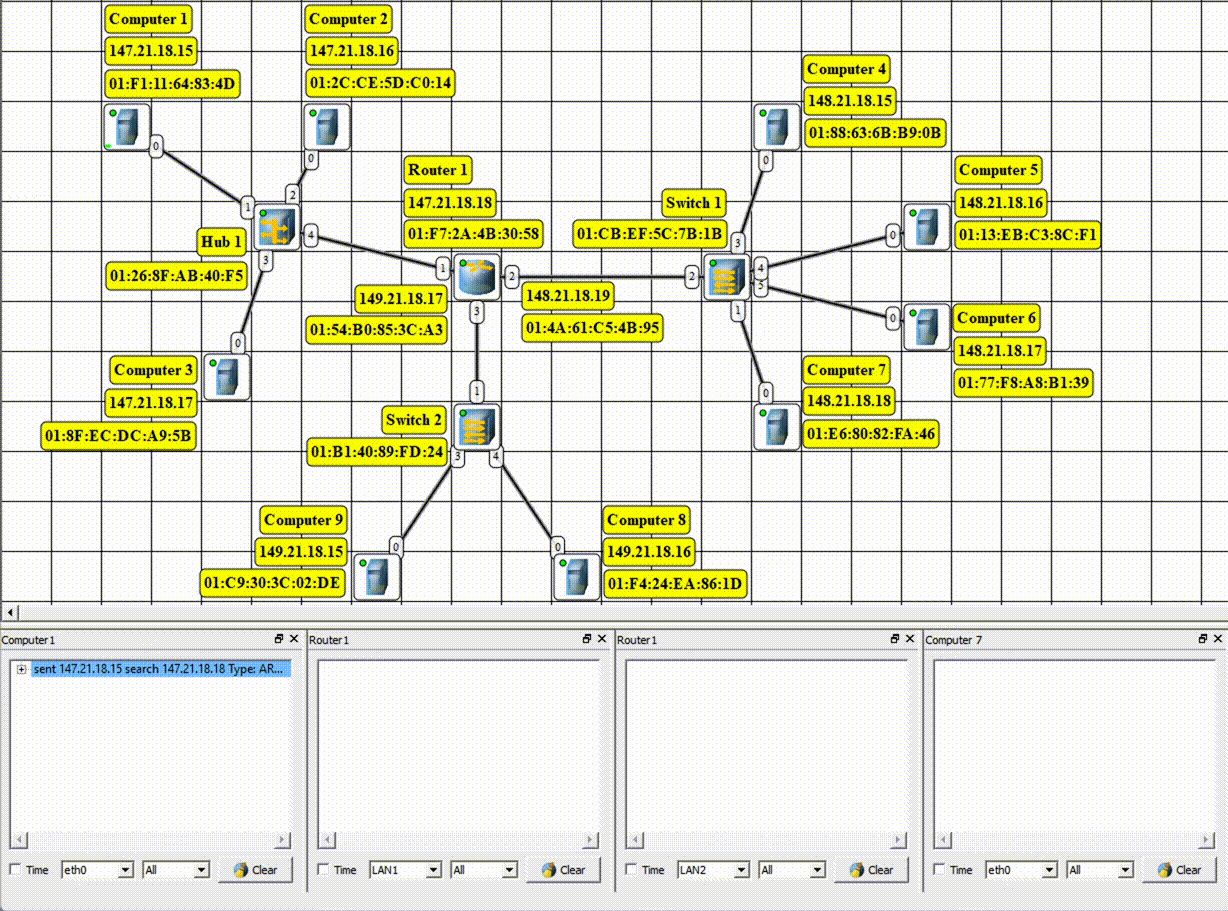 Computer 1
147.21.18.15
01:F1:11:64:83:4D
0
Computer 2
147.21.18.16
01:2C:CE:5D:C0:14
0
Computer 4
148.21.18.15
01:88:63:6B:B9:0B
0
Router 1
147.21.18.18
01:F7:2A:4B:30:58
Computer 5
148.21.18.16
01:13:EB:C3:8C:F1
0
Switch 1
01:CB:EF:5C:7B:1B
1
2
4
3
Hub 1
01:26:8F:AB:40:F5
1
2
3
149.21.18.17
01:54:B0:85:3C:A3
148.21.18.19
01:4A:61:C5:4B:95
2
3
4
5
1
Computer 6
148.21.18.17
01:77:F8:A8:B1:39
0
Computer 3
147.21.18.17
01:8F:EC:DC:A9:5B
0
Computer 7
148.21.18.18
01:E6:80:82:FA:46
0
Switch 2
01:B1:40:89:FD:24
1
3
4
Computer 9
149.21.18.15
01:C9:30:3C:02:DE
0
Computer 8
149.21.18.16
01:F4:24:EA:86:1D
0
Computer1
sent 147.21.18.15 search 147.21.18.18 Type: AR...
Time eth0 All Clear
Router1
Time LAN1 All Clear
Router1
Time LAN2 All Clear
Computer 7
Time eth0 All Clear